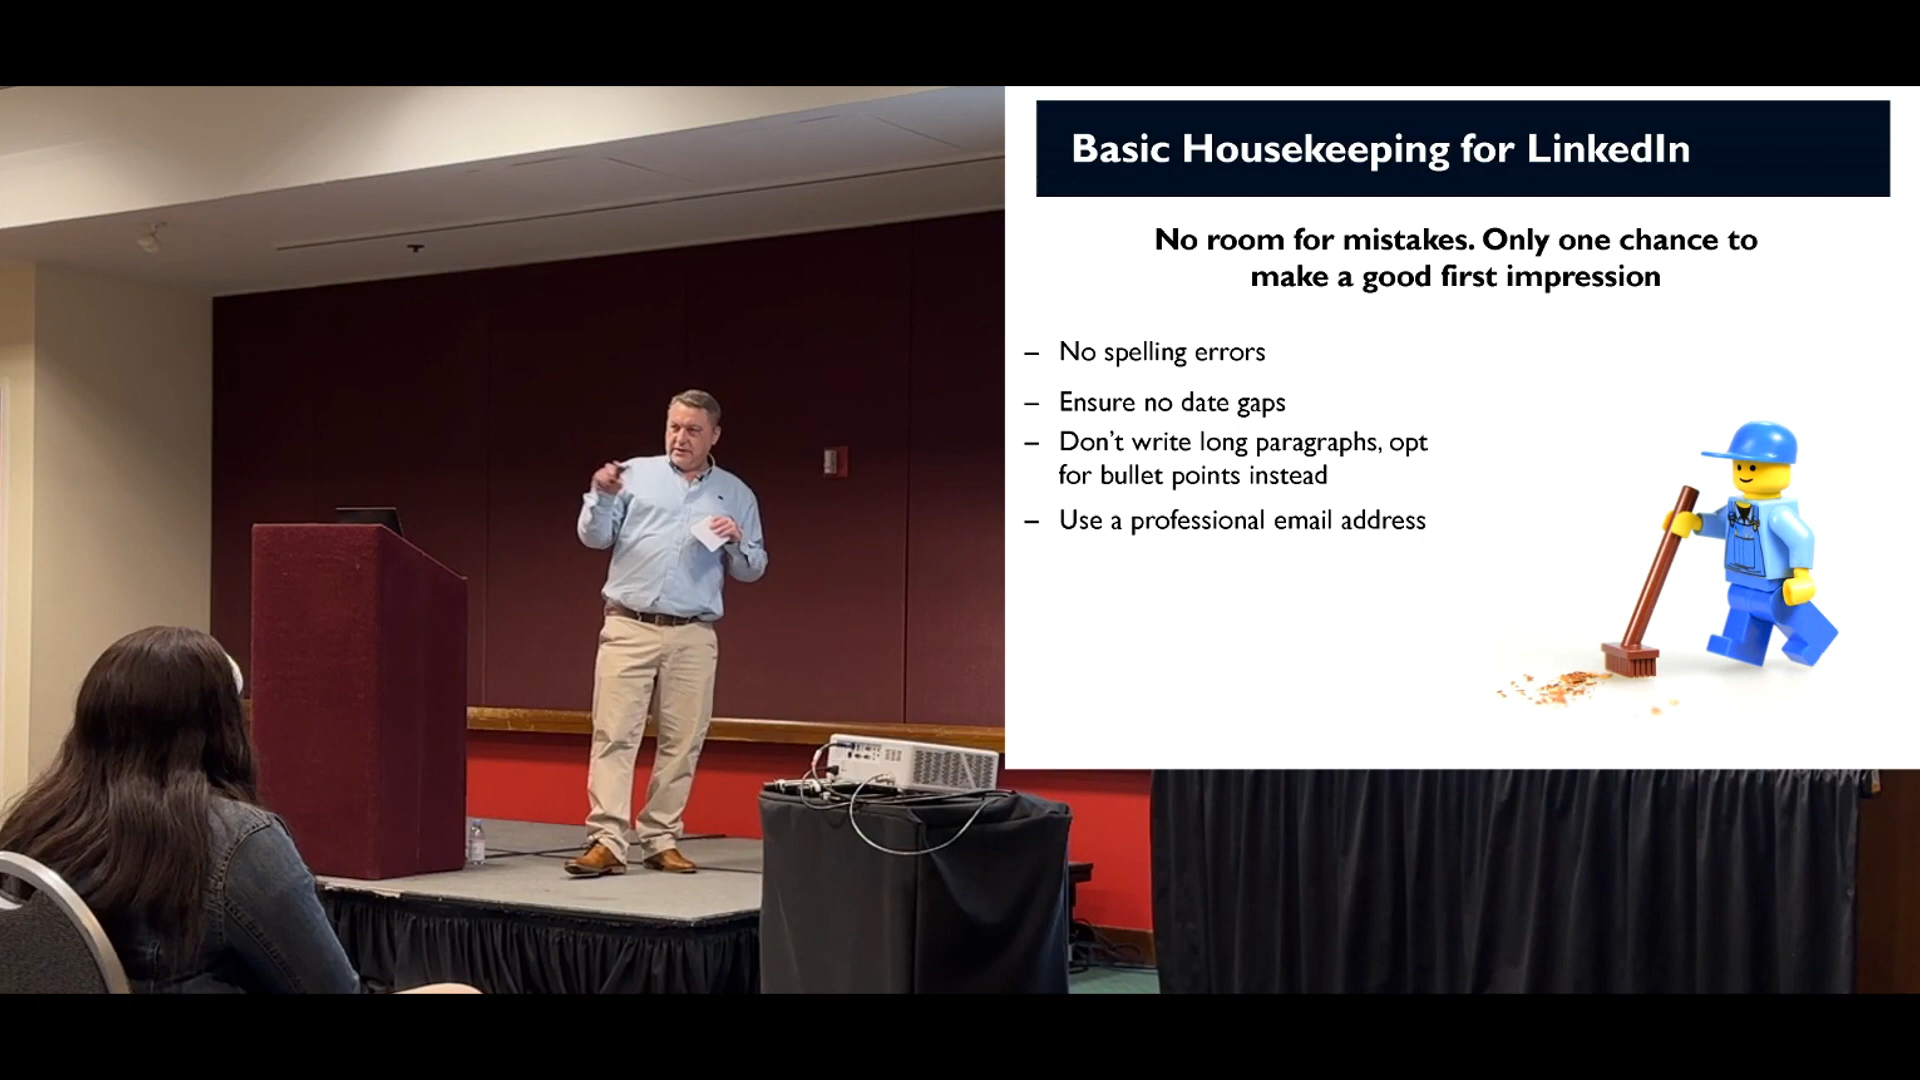 Basic Housekeeping for LinkedIn
No room for mistakes. Only one chance to
make a good first impression
– No spelling errors
– Ensure no date gaps
– Don’t write long paragraphs, opt
for bullet points instead
– Use a professional email address